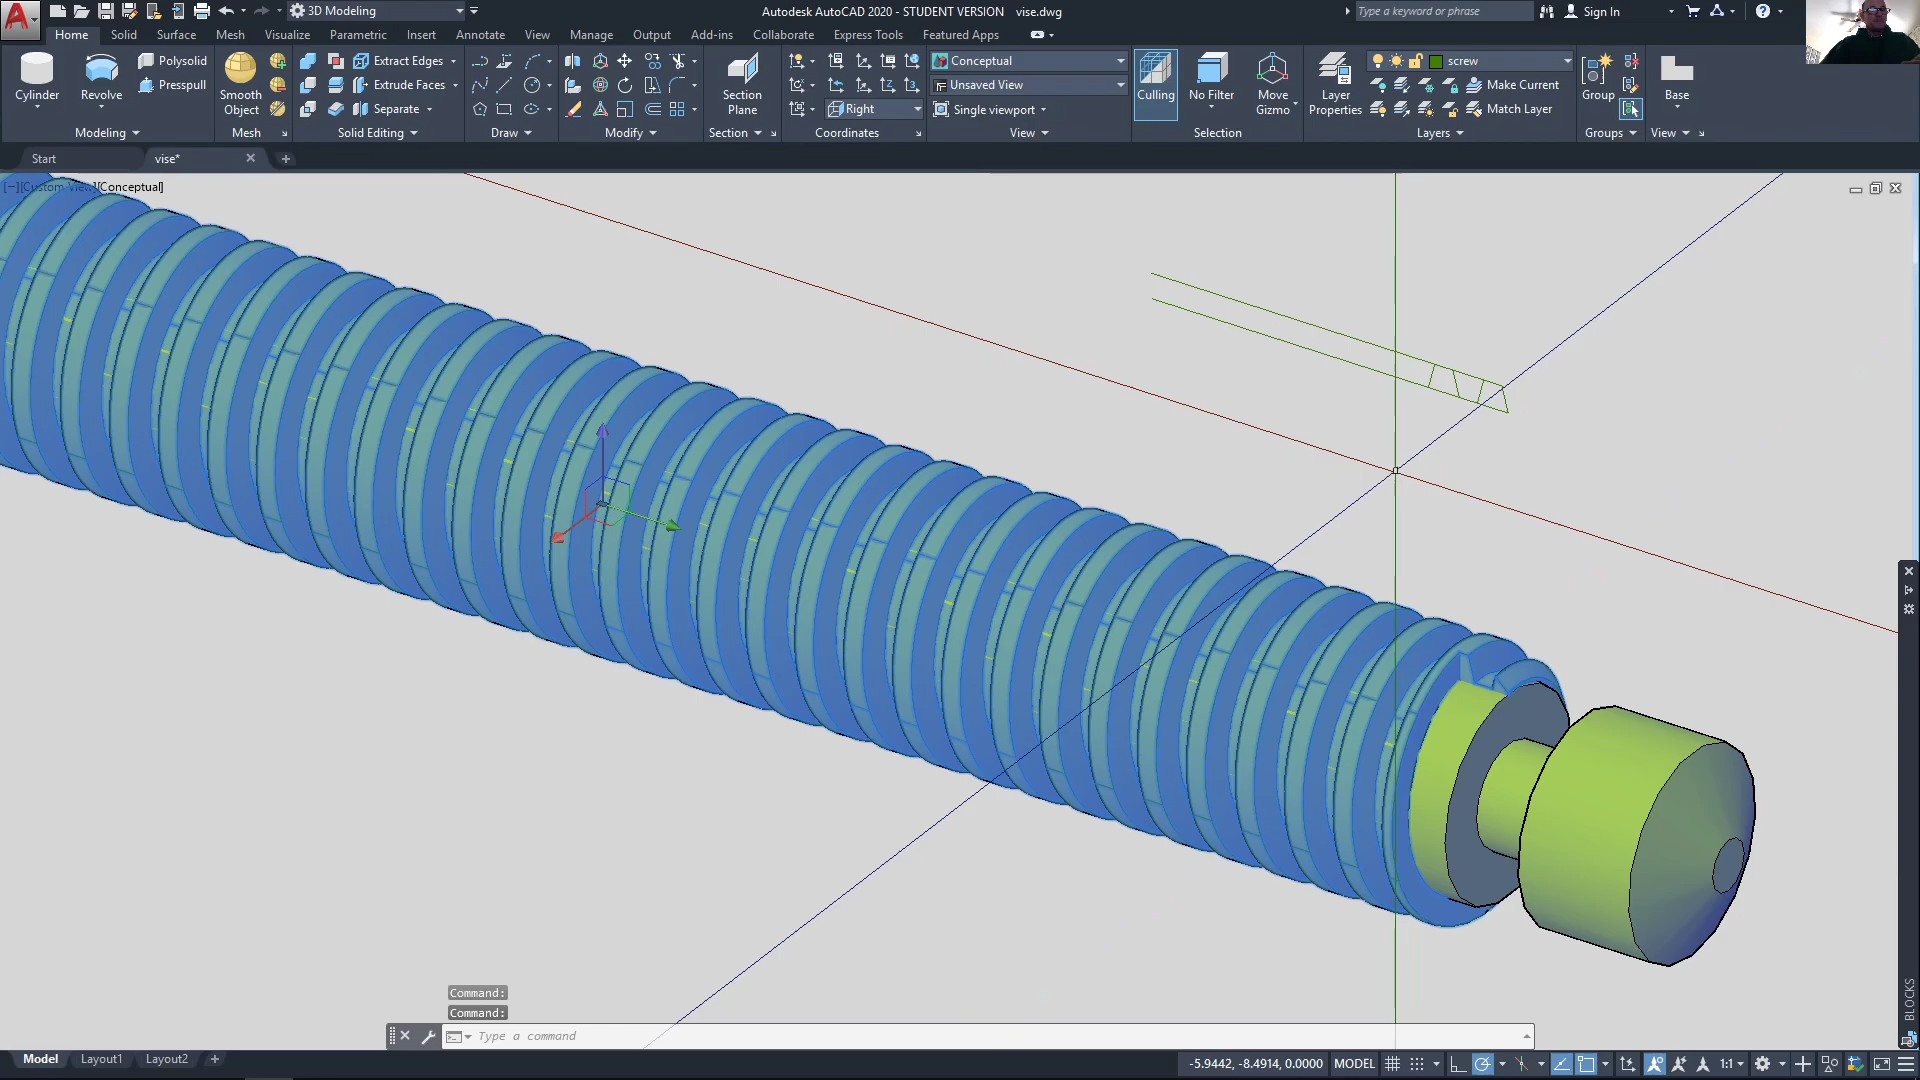 3D Modeling
Autodesk AutoCAD 2020 - STUDENT VERSION vise.dwg
Type a keyword or phrase
Sign In
Home Solid Surface Mesh Visualize Parametric Insert Annotate View Manage Output Add-ins Collaborate Express Tools Featured Apps
Cylinder
Revolve
Polysolid
Presspull
Modeling
Smooth
Object
Mesh
Extract Edges
Extrude Faces
Separate
Solid Editing
Draw
Modify
Section
Plane
Section
Right
Coordinates
Conceptual
Unsaved View
Single viewport
View
Culling
No Filter
Move
Gizmo
Selection
Layer
Properties
screw
Make Current
Match Layer
Layers
Group
Groups
Base
View
Start
vise*
[−][Custom View][Conceptual]
Command:
Command:
Type a command
BLOCKS
Model Layout1 Layout2
-5.9442, -8.4914, 0.0000 MODEL
1:1